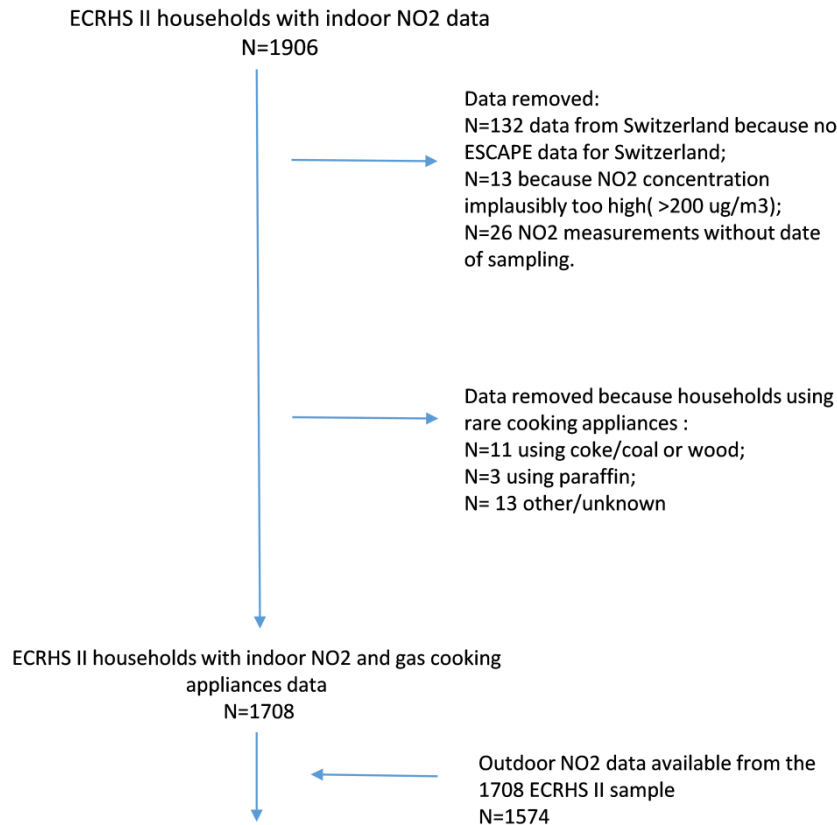 ECRHS II households with indoor NO2 data
N=1906
Data removed:
N=132 data from Switzerland because no
ESCAPE data for Switzerland;
N=13 because NO2 concentration
implausibly too high( >200 ug/m3);
N=26 NO2 measurements without date
of sampling.
Data removed because households using
rare cooking appliances :
N=11 using coke/coal or wood;
N=3 using paraffin;
N= 13 other/unknown
ECRHS II households with indoor NO2 and gas cooking
appliances data
N=1708
Outdoor NO2 data available from the
1708 ECRHS II sample
N=1574